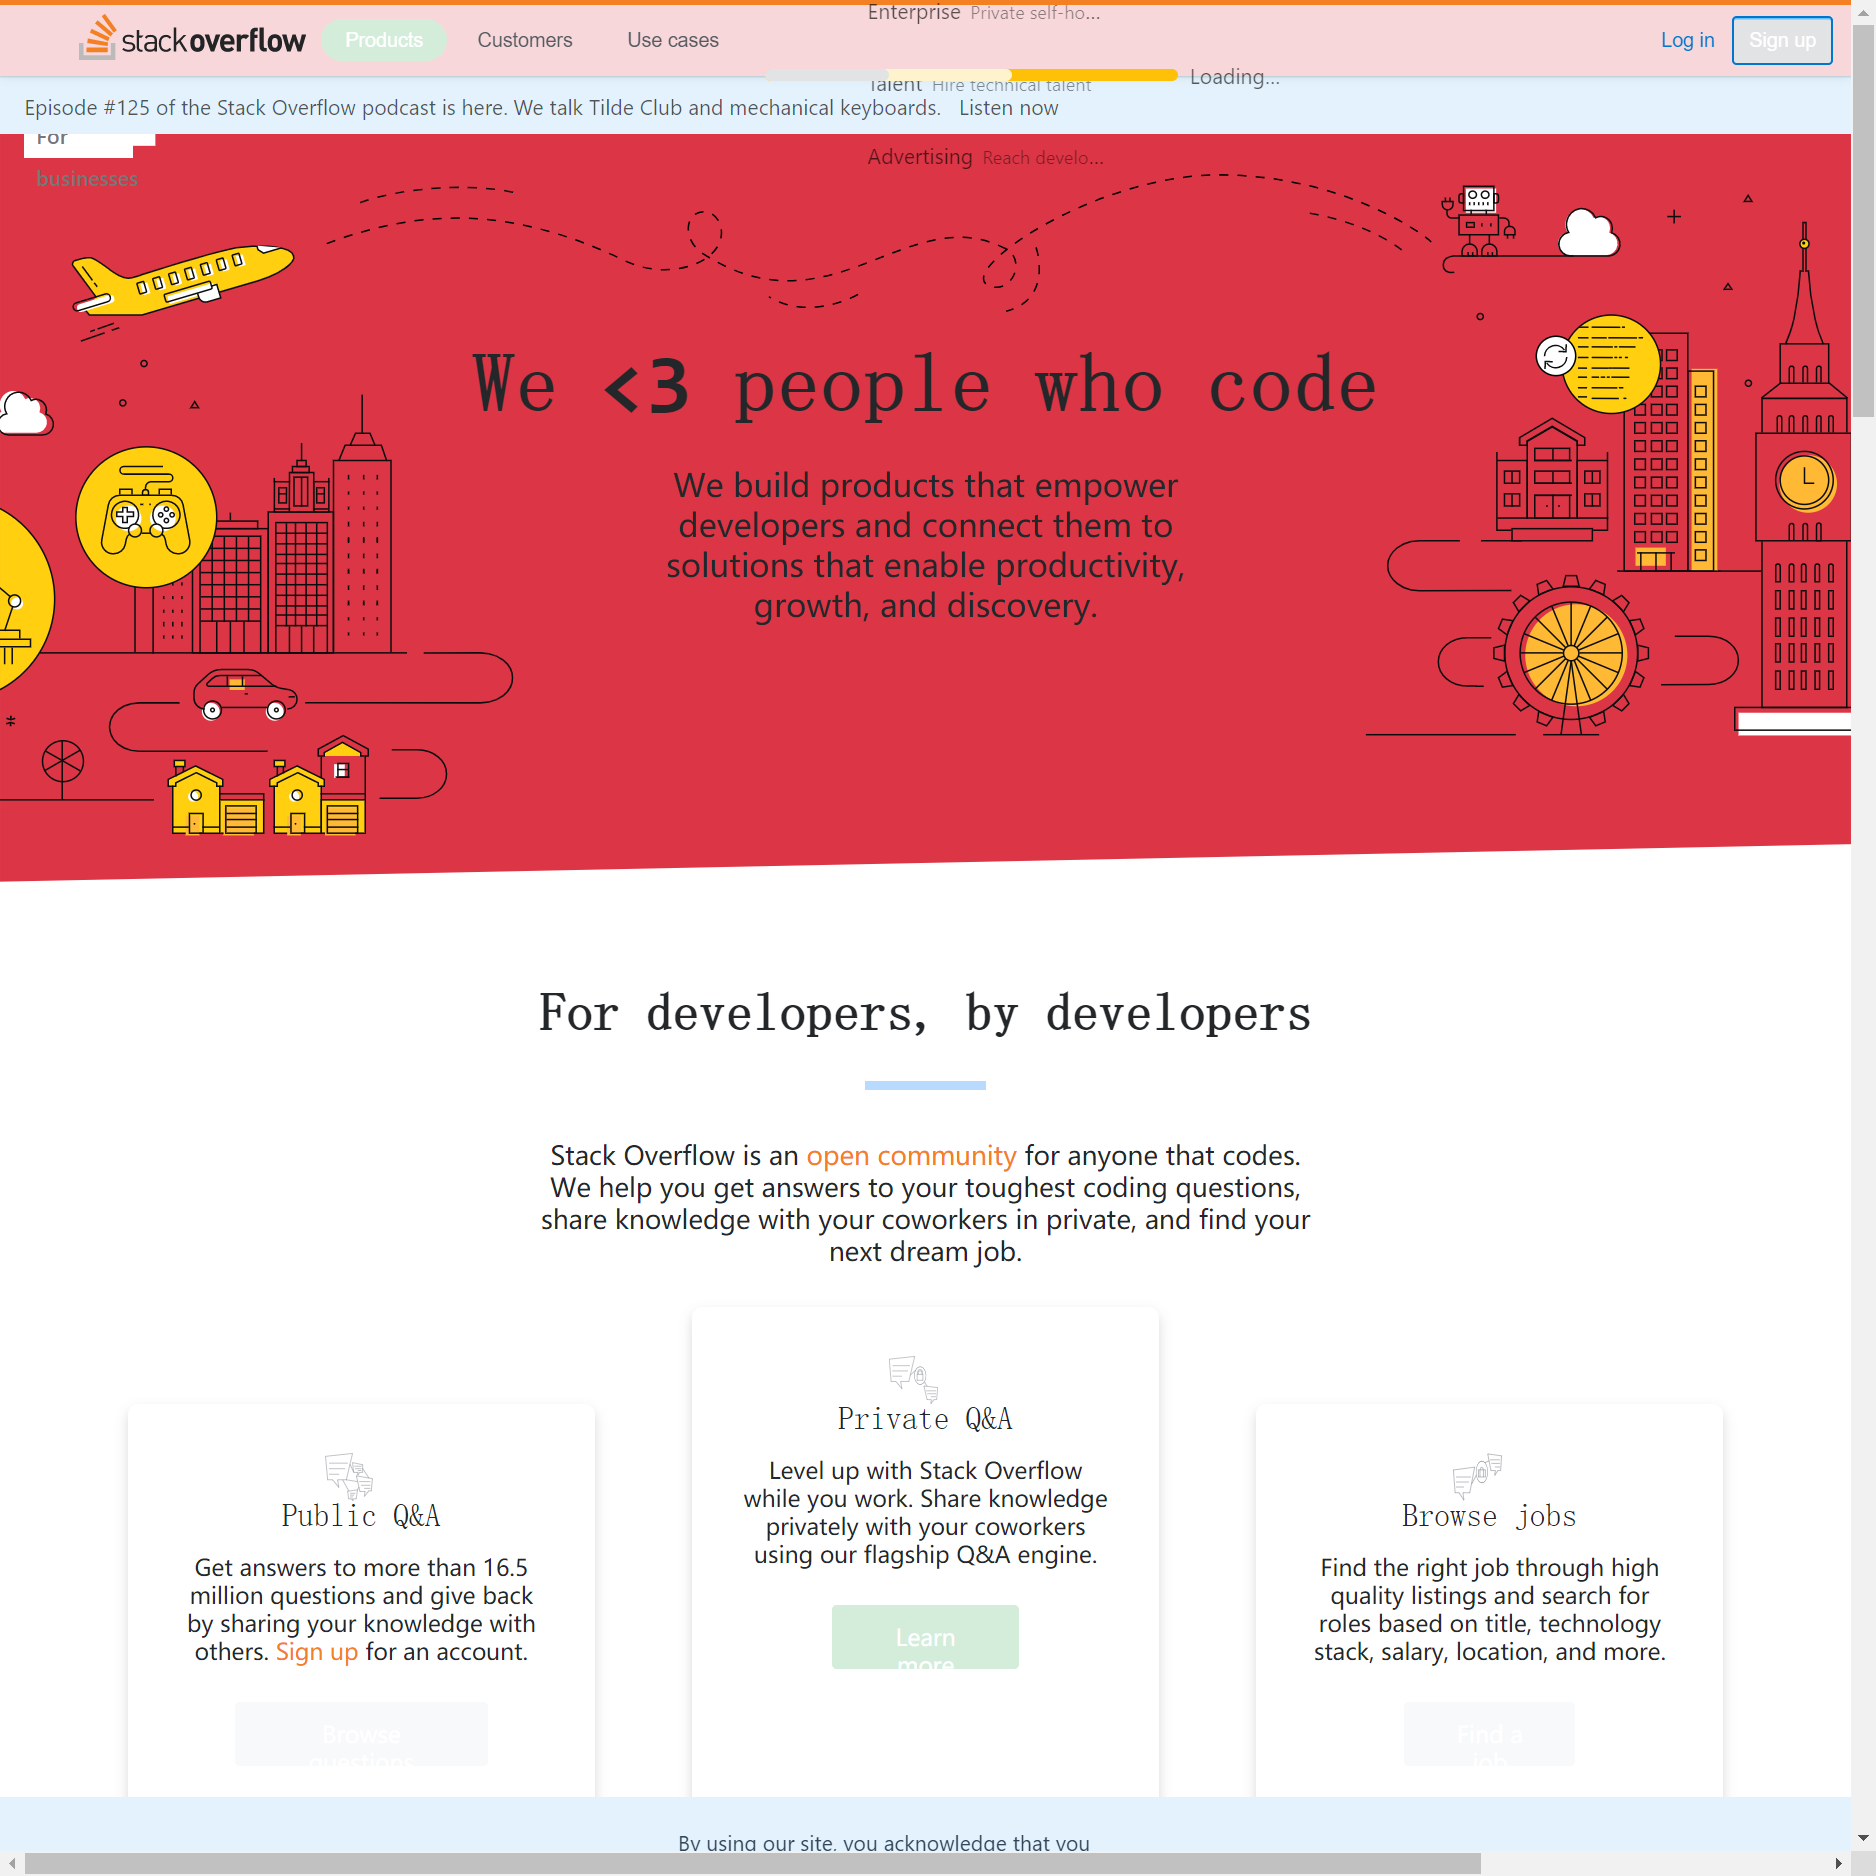 Enterprise Private self-ho...
stackoverflow
Products
Customers
Use cases
Log in
Sign up
Loading...
Talent Hire technical talent
Episode #125 of the Stack Overflow podcast is here. We talk Tilde Club and mechanical keyboards. Listen now
For
businesses
Advertising Reach develo...
We <3 people who code
We build products that empower
developers and connect them to
solutions that enable productivity,
growth, and discovery.
For developers, by developers
Stack Overflow is an open community for anyone that codes.
We help you get answers to your toughest coding questions,
share knowledge with your coworkers in private, and find your
next dream job.
Public Q&A
Get answers to more than 16.5
million questions and give back
by sharing your knowledge with
others. Sign up for an account.
Browse
questions
Private Q&A
Level up with Stack Overflow
while you work. Share knowledge
privately with your coworkers
using our flagship Q&A engine.
Learn
more
Browse jobs
Find the right job through high
quality listings and search for
roles based on title, technology
stack, salary, location, and more.
Find a
job
By using our site, you acknowledge that you